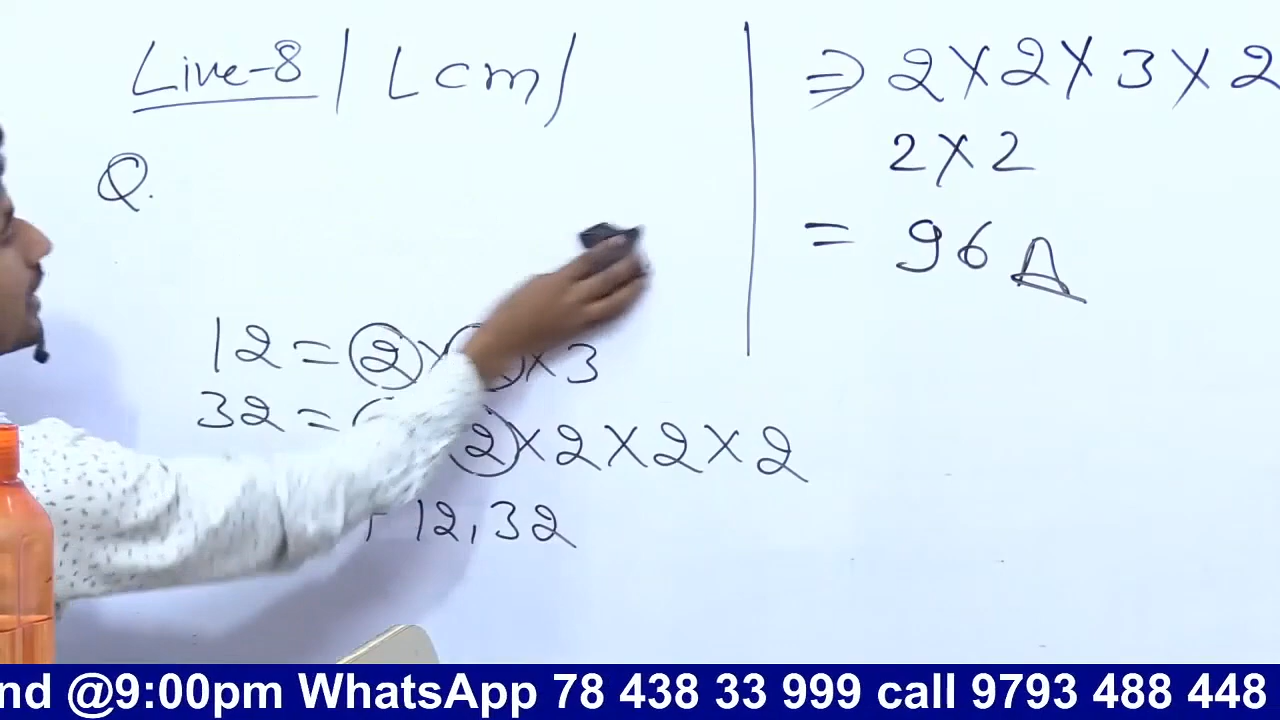 Live-8 / Lcm /
Q.
12 = 2 × × 3
32 = 2 × 2 × 2 × 2
12, 32
⇒ 2 × 2 × 3 × 2
2 × 2
= 96 A
nd @9:00pm WhatsApp 78 438 33 999 call 9793 488 448